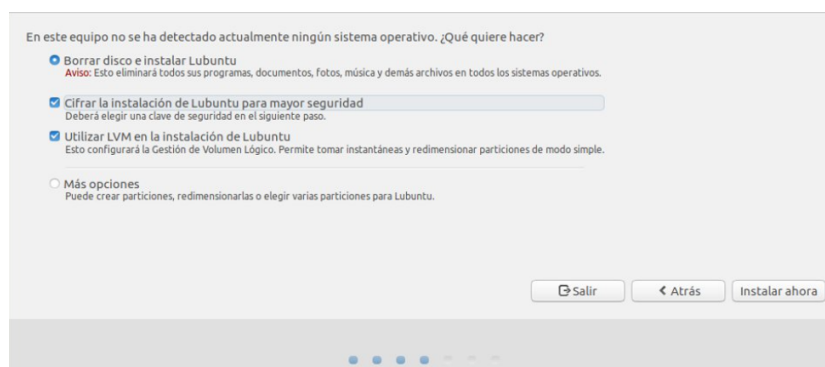 En este equipo no se ha detectado actualmente ningún sistema operativo. ¿Qué quiere hacer?
Borrar disco e instalar Lubuntu
Aviso: Esto eliminará todos sus programas, documentos, fotos, música y demás archivos en todos los sistemas operativos.
Cifrar la instalación de Lubuntu para mayor seguridad
Deberá elegir una clave de seguridad en el siguiente paso.
Utilizar LVM en la instalación de Lubuntu
Esto configurará la Gestión de Volumen Lógico. Permite tomar instantáneas y redimensionar particiones de modo simple.
Más opciones
Puede crear particiones, redimensionarlas o elegir varias particiones para Lubuntu.
Salir Atrás Instalar ahora